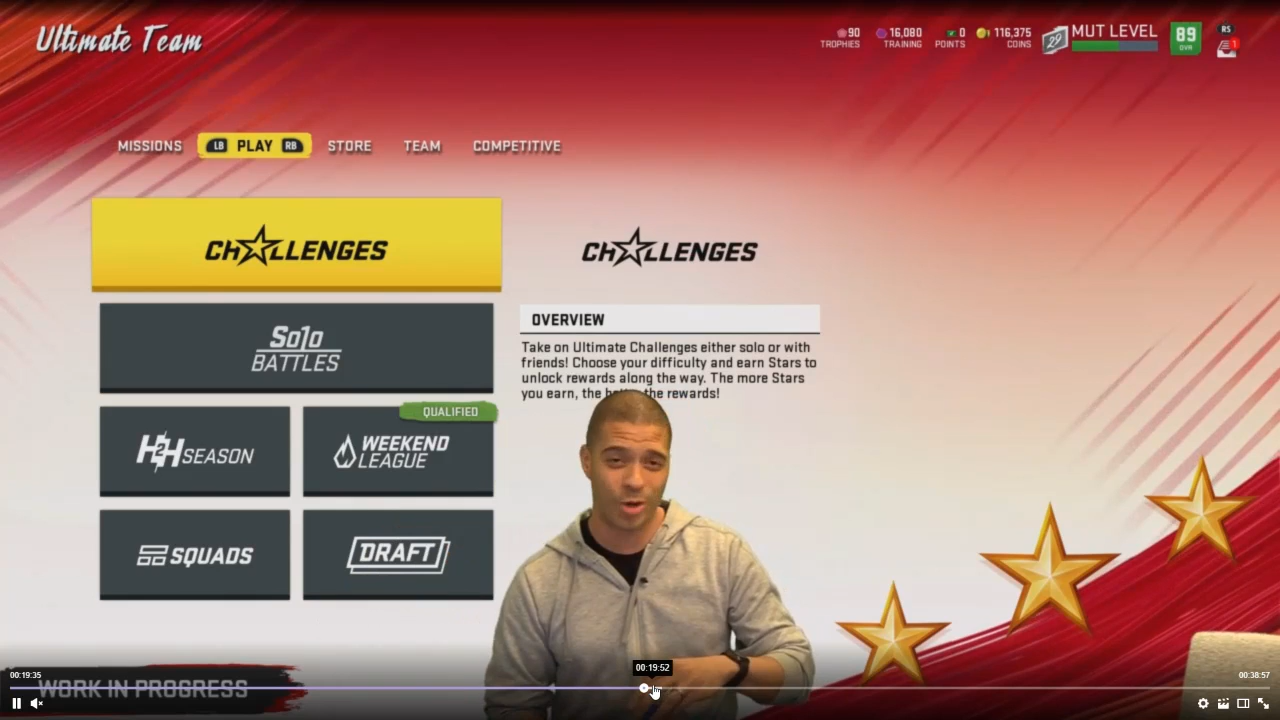 Ultimate Team
90
TROPHIES
16,080
TRAINING
0
POINTS
116,375
COINS
29
MUT LEVEL
89
OVR
RS
1
MISSIONS
LB PLAY RB
STORE
TEAM
COMPETITIVE
CHALLENGES
CHALLENGES
Solo
BATTLES
OVERVIEW
Take on Ultimate Challenges either solo or with
friends! Choose your difficulty and earn Stars to
unlock rewards along the way. The more Stars
you earn, the the rewards!
QUALIFIED
H2H SEASON
WEEKEND
LEAGUE
SQUADS
DRAFT
00:19:52
00:19:35
00:38:57
WORK IN PROGRESS